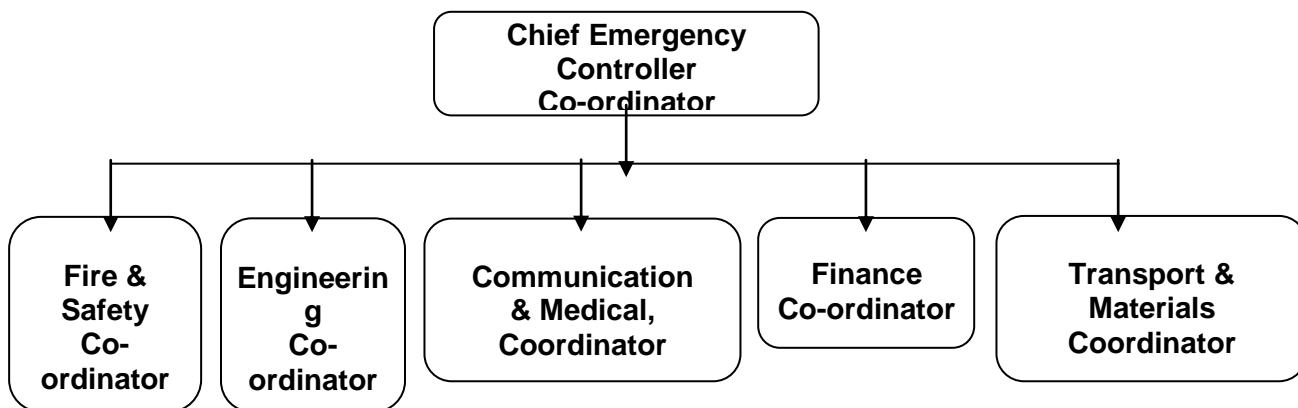 Chief Emergency
Controller
Co-ordinator
Fire &
Safety
Co-
ordinator
Engineerin
g
Co-
ordinator
Communication
& Medical,
Coordinator
Finance
Co-ordinator
Transport &
Materials
Coordinator